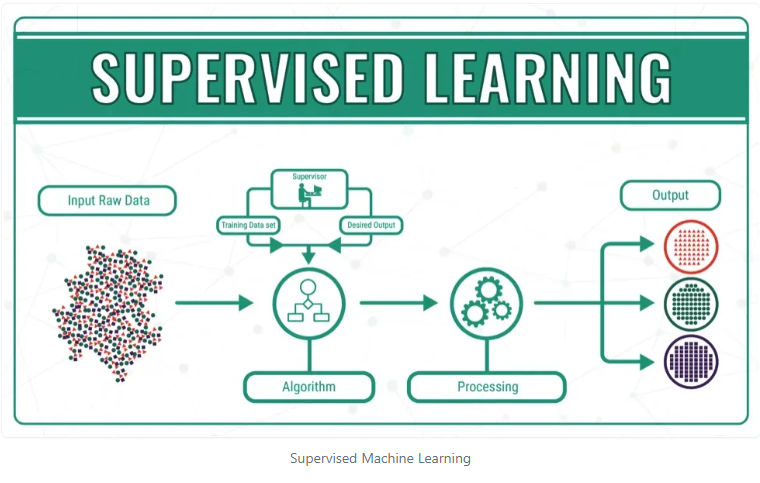 SUPERVISED LEARNING
Input Raw Data
Supervisor
Training Data set
Desired Output
Output
Algorithm
Processing
Supervised Machine Learning